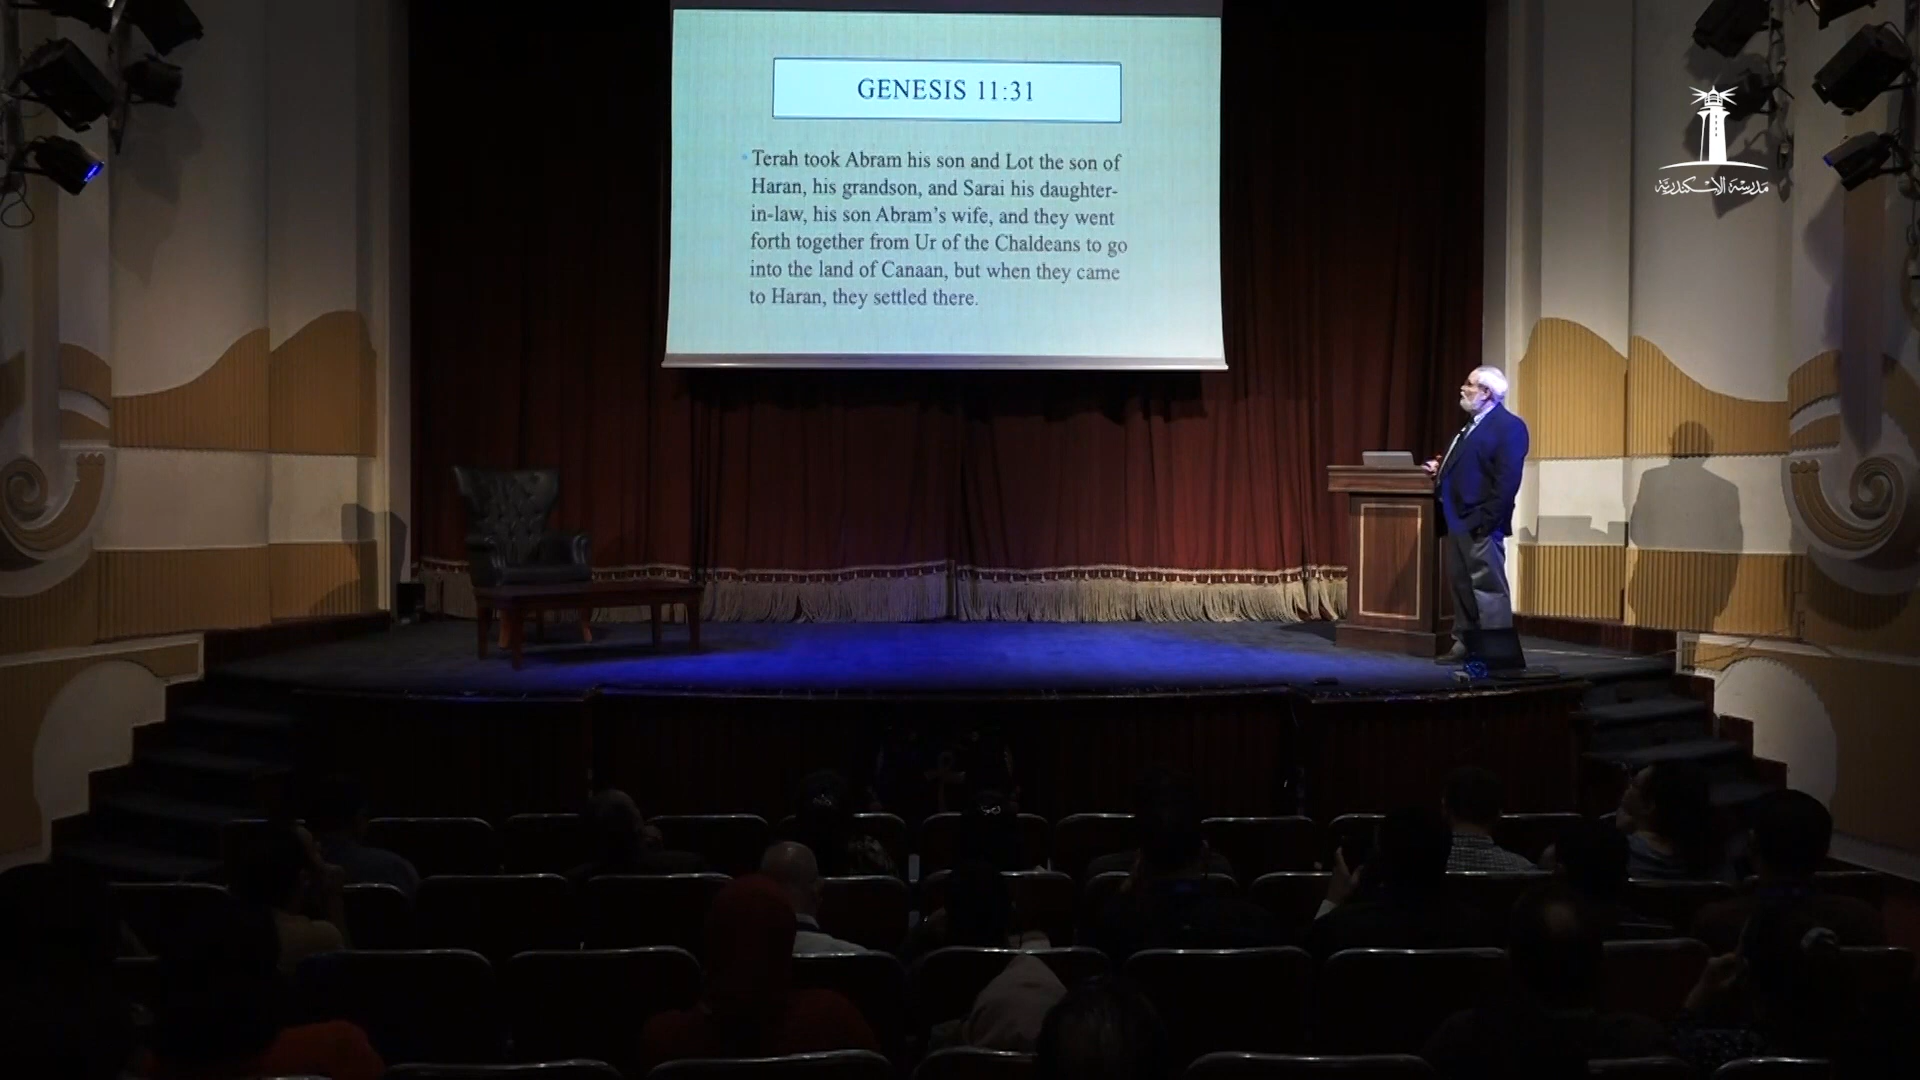 GENESIS 11:31
Terah took Abram his son and Lot the son of
Haran, his grandson, and Sarai his daughter-
in-law, his son Abram’s wife, and they went
forth together from Ur of the Chaldeans to go
into the land of Canaan, but when they came
to Haran, they settled there.
مدرسة الإسكندرية